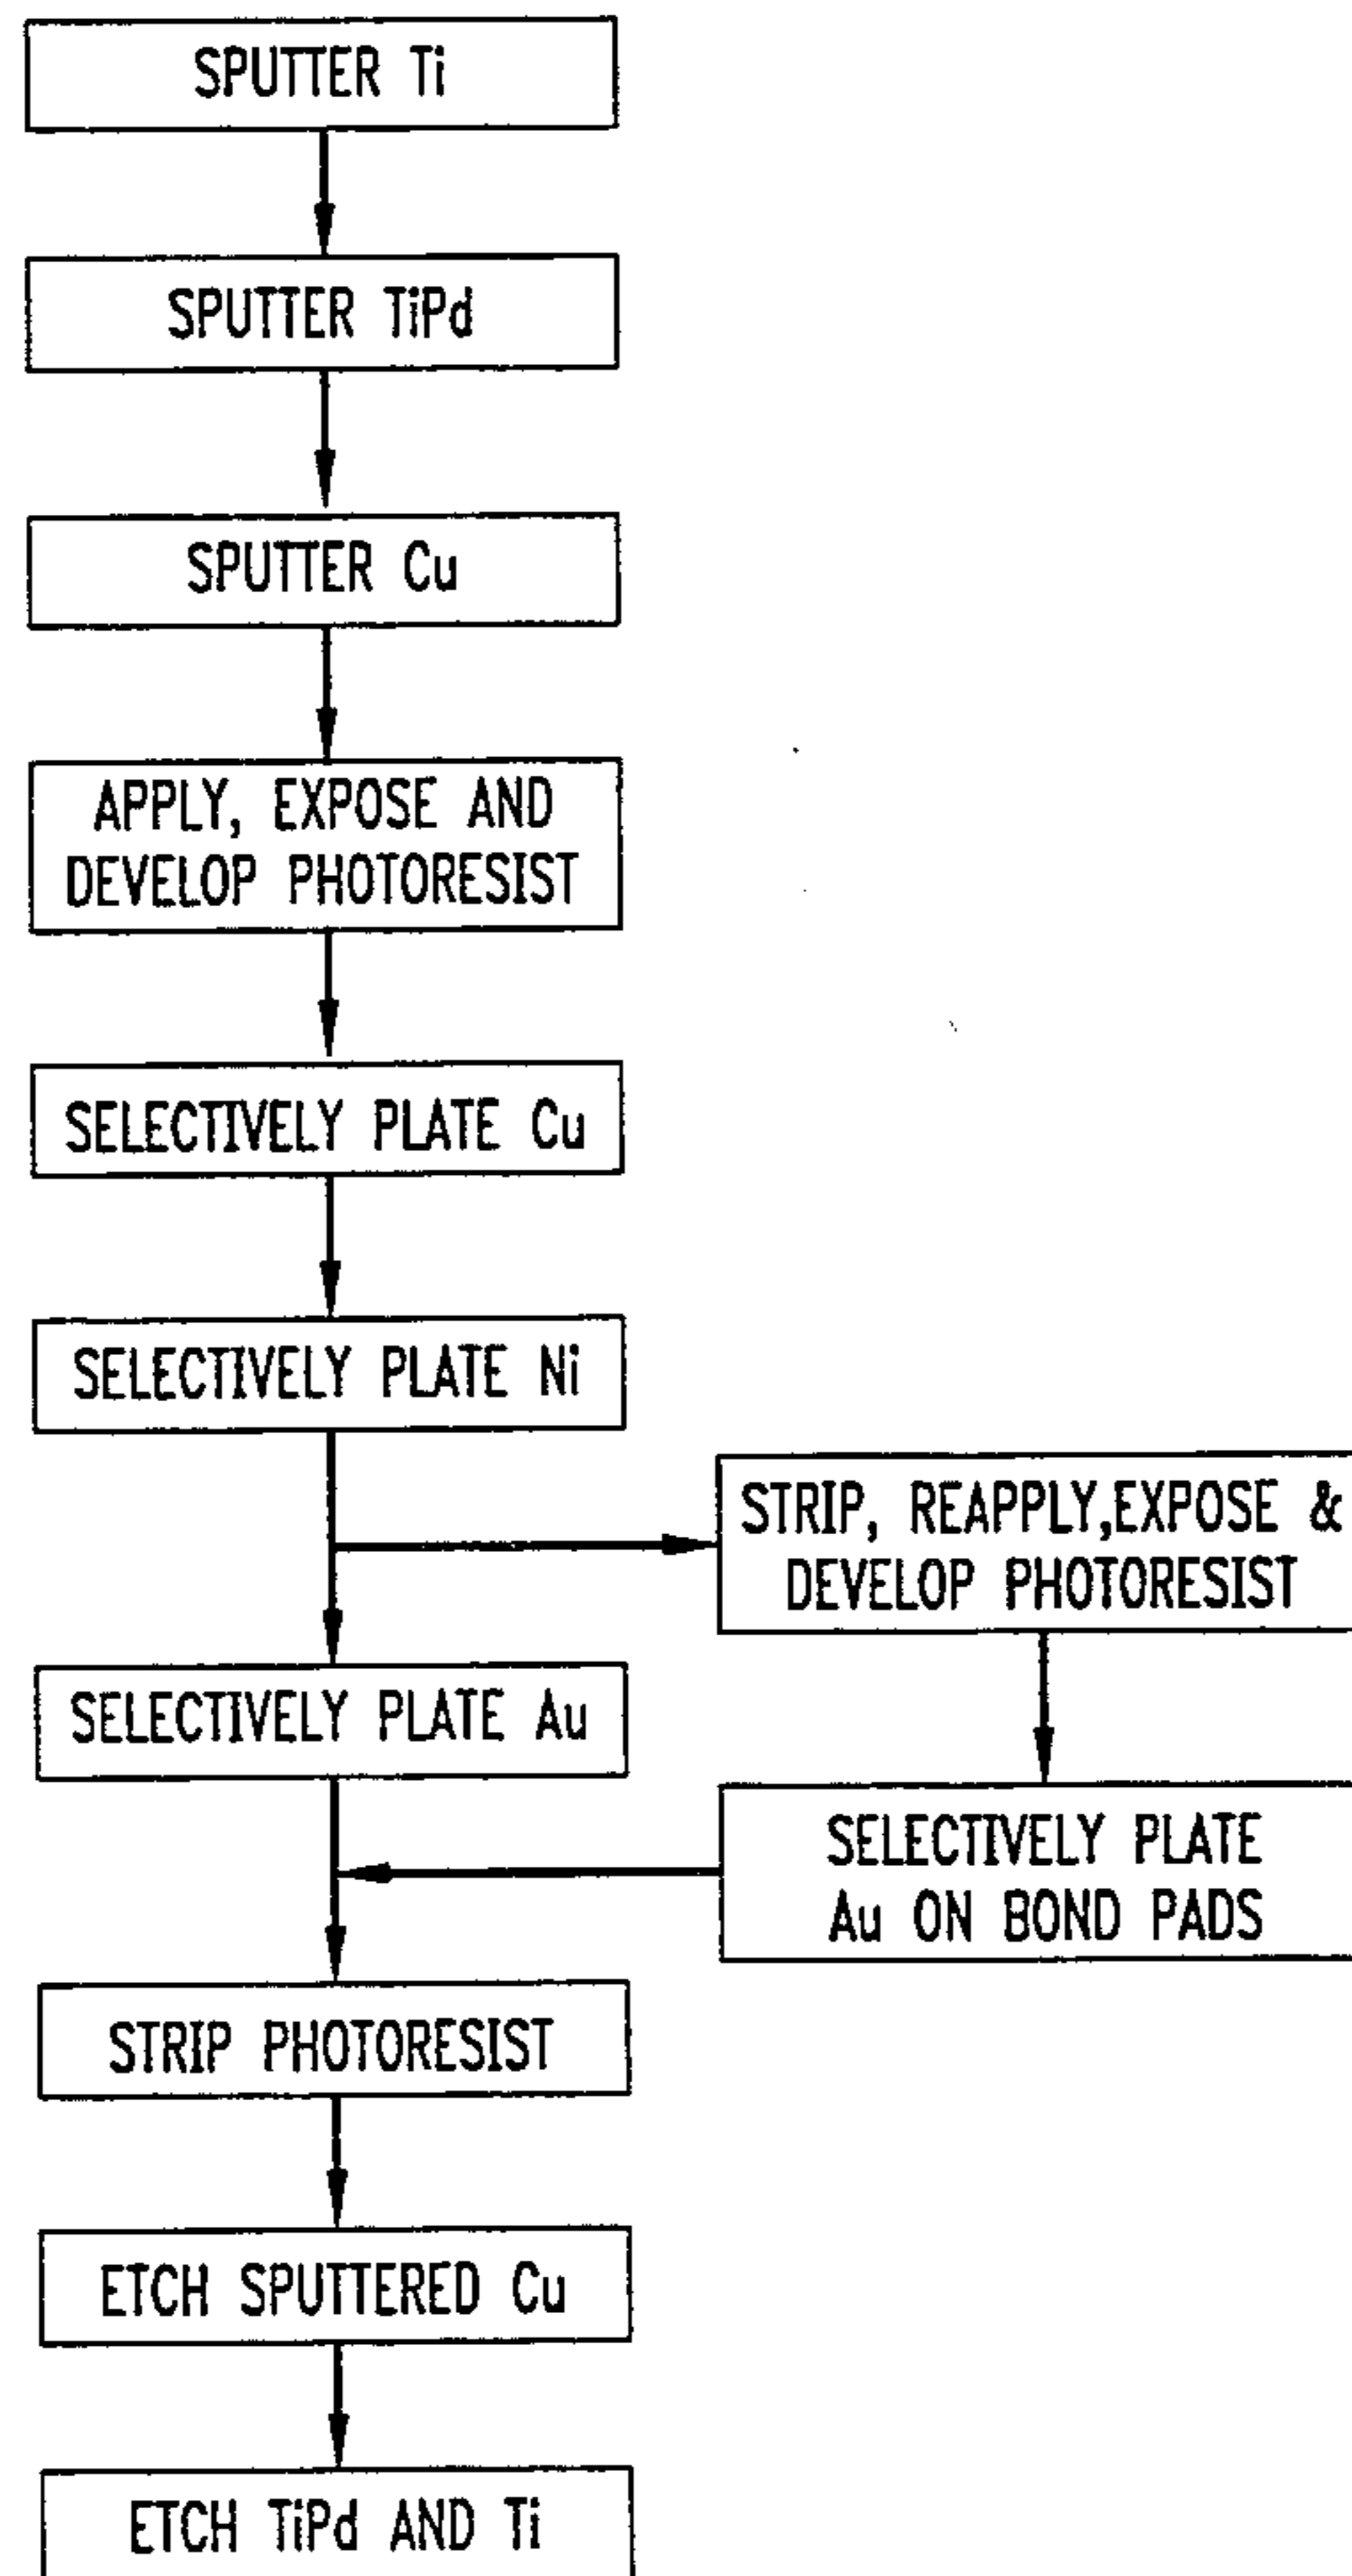 SPUTTER Ti
SPUTTER TiPd
SPUTTER Cu
APPLY, EXPOSE AND
DEVELOP PHOTORESIST
SELECTIVELY PLATE Cu
SELECTIVELY PLATE Ni
STRIP, REAPPLY,EXPOSE &
DEVELOP PHOTORESIST
SELECTIVELY PLATE Au
SELECTIVELY PLATE
Au ON BOND PADS
STRIP PHOTORESIST
ETCH SPUTTERED Cu
ETCH TiPd AND Ti